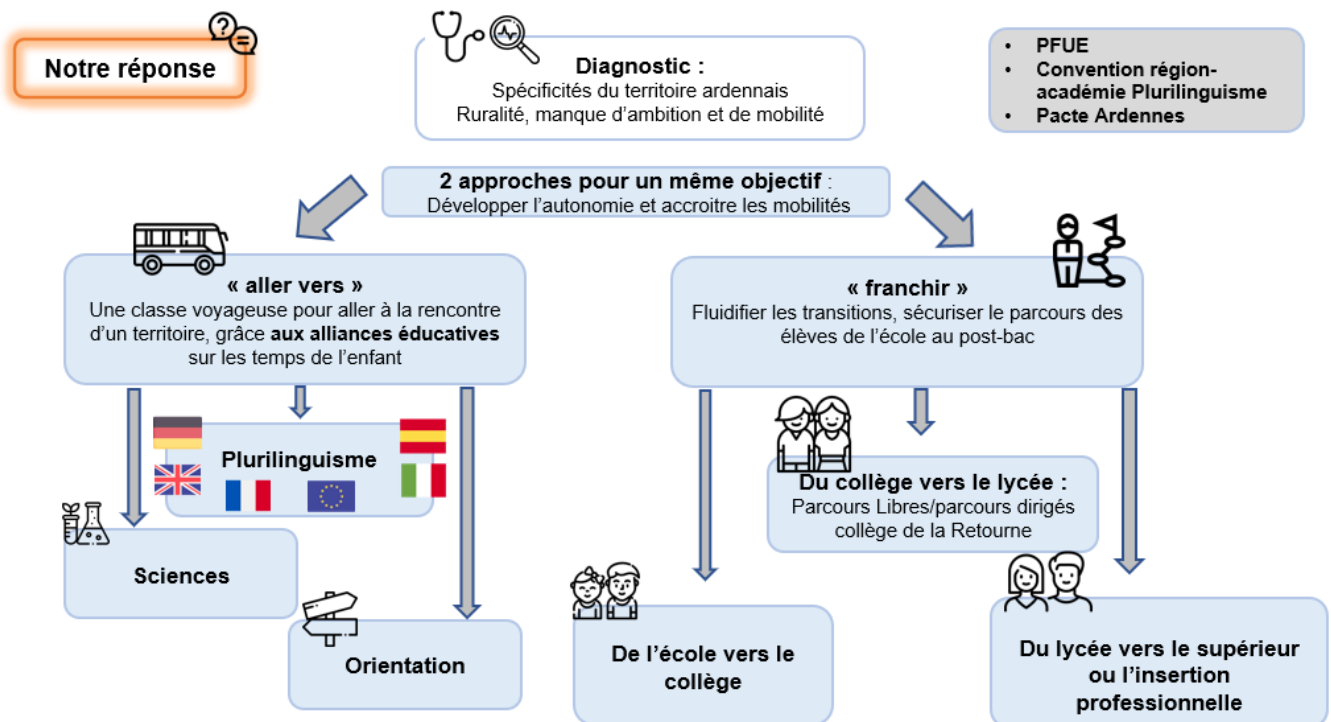 Notre réponse
Diagnostic :
Spécificités du territoire ardennais
Ruralité, manque d'ambition et de mobilité
• PFUE
• Convention région-
académie Plurilinguisme
• Pacte Ardennes
2 approches pour un même objectif :
Développer l'autonomie et accroitre les mobilités
« aller vers »
Une classe voyageuse pour aller à la rencontre
d'un territoire, grâce aux alliances éducatives
sur les temps de l'enfant
« franchir »
Fluidifier les transitions, sécuriser le parcours des
élèves de l'école au post-bac
Plurilinguisme
Du collège vers le lycée :
Parcours Libres/parcours dirigés
collège de la Retourne
Sciences
Orientation
De l'école vers le
collège
Du lycée vers le supérieur
ou l'insertion
professionnelle